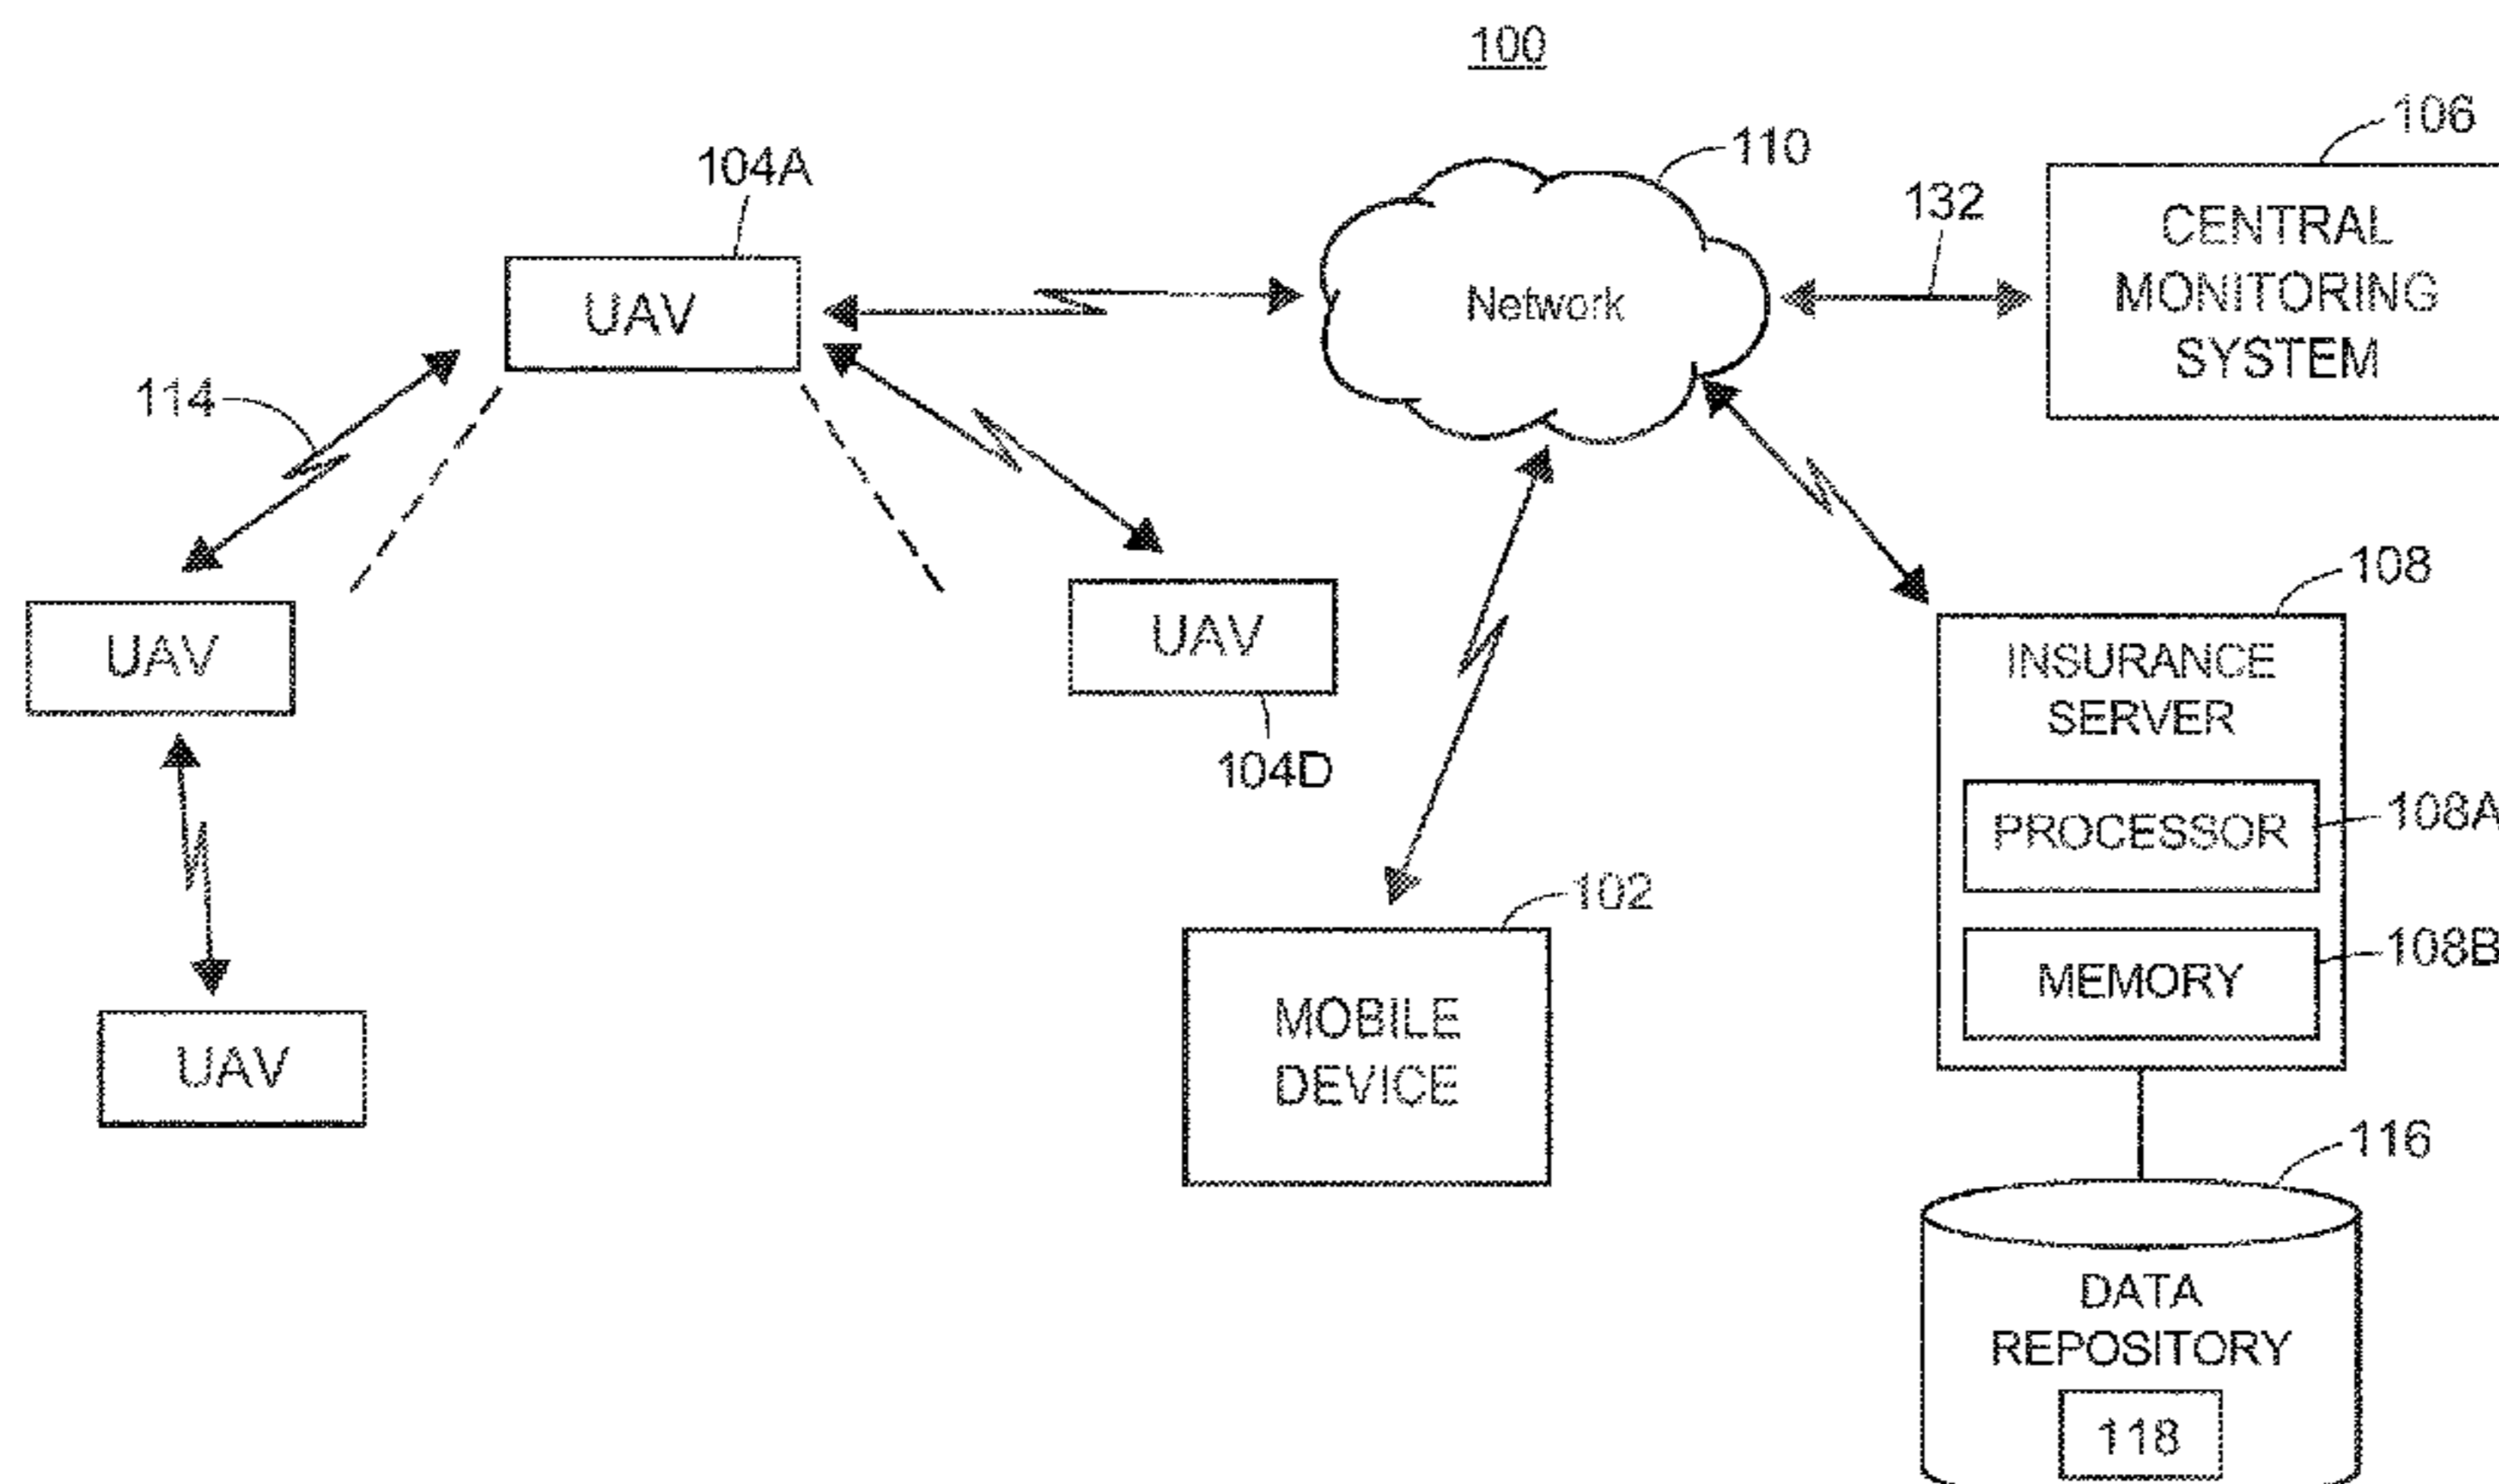 100
106
110
104A
132
CENTRAL
MONITORING
SYSTEM
UAV
Network
114
108
UAV
UAV
INSURANCE
SERVER
104D
PROCESSOR
108A
102
108B
MEMORY
MOBILE
DEVICE
UAV
116
DATA
REPOSITORY
118